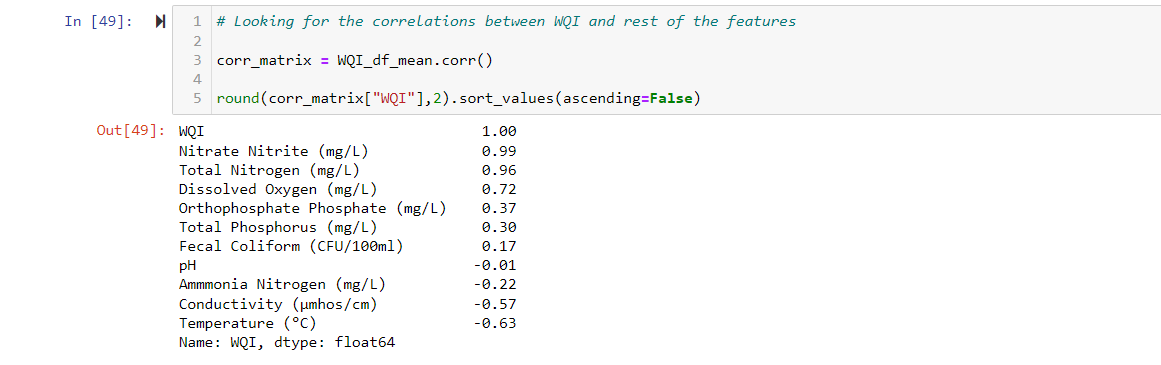 In [49]:
1 # Looking for the correlations between WQI and rest of the features
2
3 corr_matrix = WQI_df_mean.corr()
4
5 round(corr_matrix["WQI"],2).sort_values(ascending=False)
Out[49]: WQI 1.00
Nitrate Nitrite (mg/L) 0.99
Total Nitrogen (mg/L) 0.96
Dissolved Oxygen (mg/L) 0.72
Orthophosphate Phosphate (mg/L) 0.37
Total Phosphorus (mg/L) 0.30
Fecal Coliform (CFU/100ml) 0.17
pH -0.01
Ammmonia Nitrogen (mg/L) -0.22
Conductivity (µmhos/cm) -0.57
Temperature (°C) -0.63
Name: WQI, dtype: float64